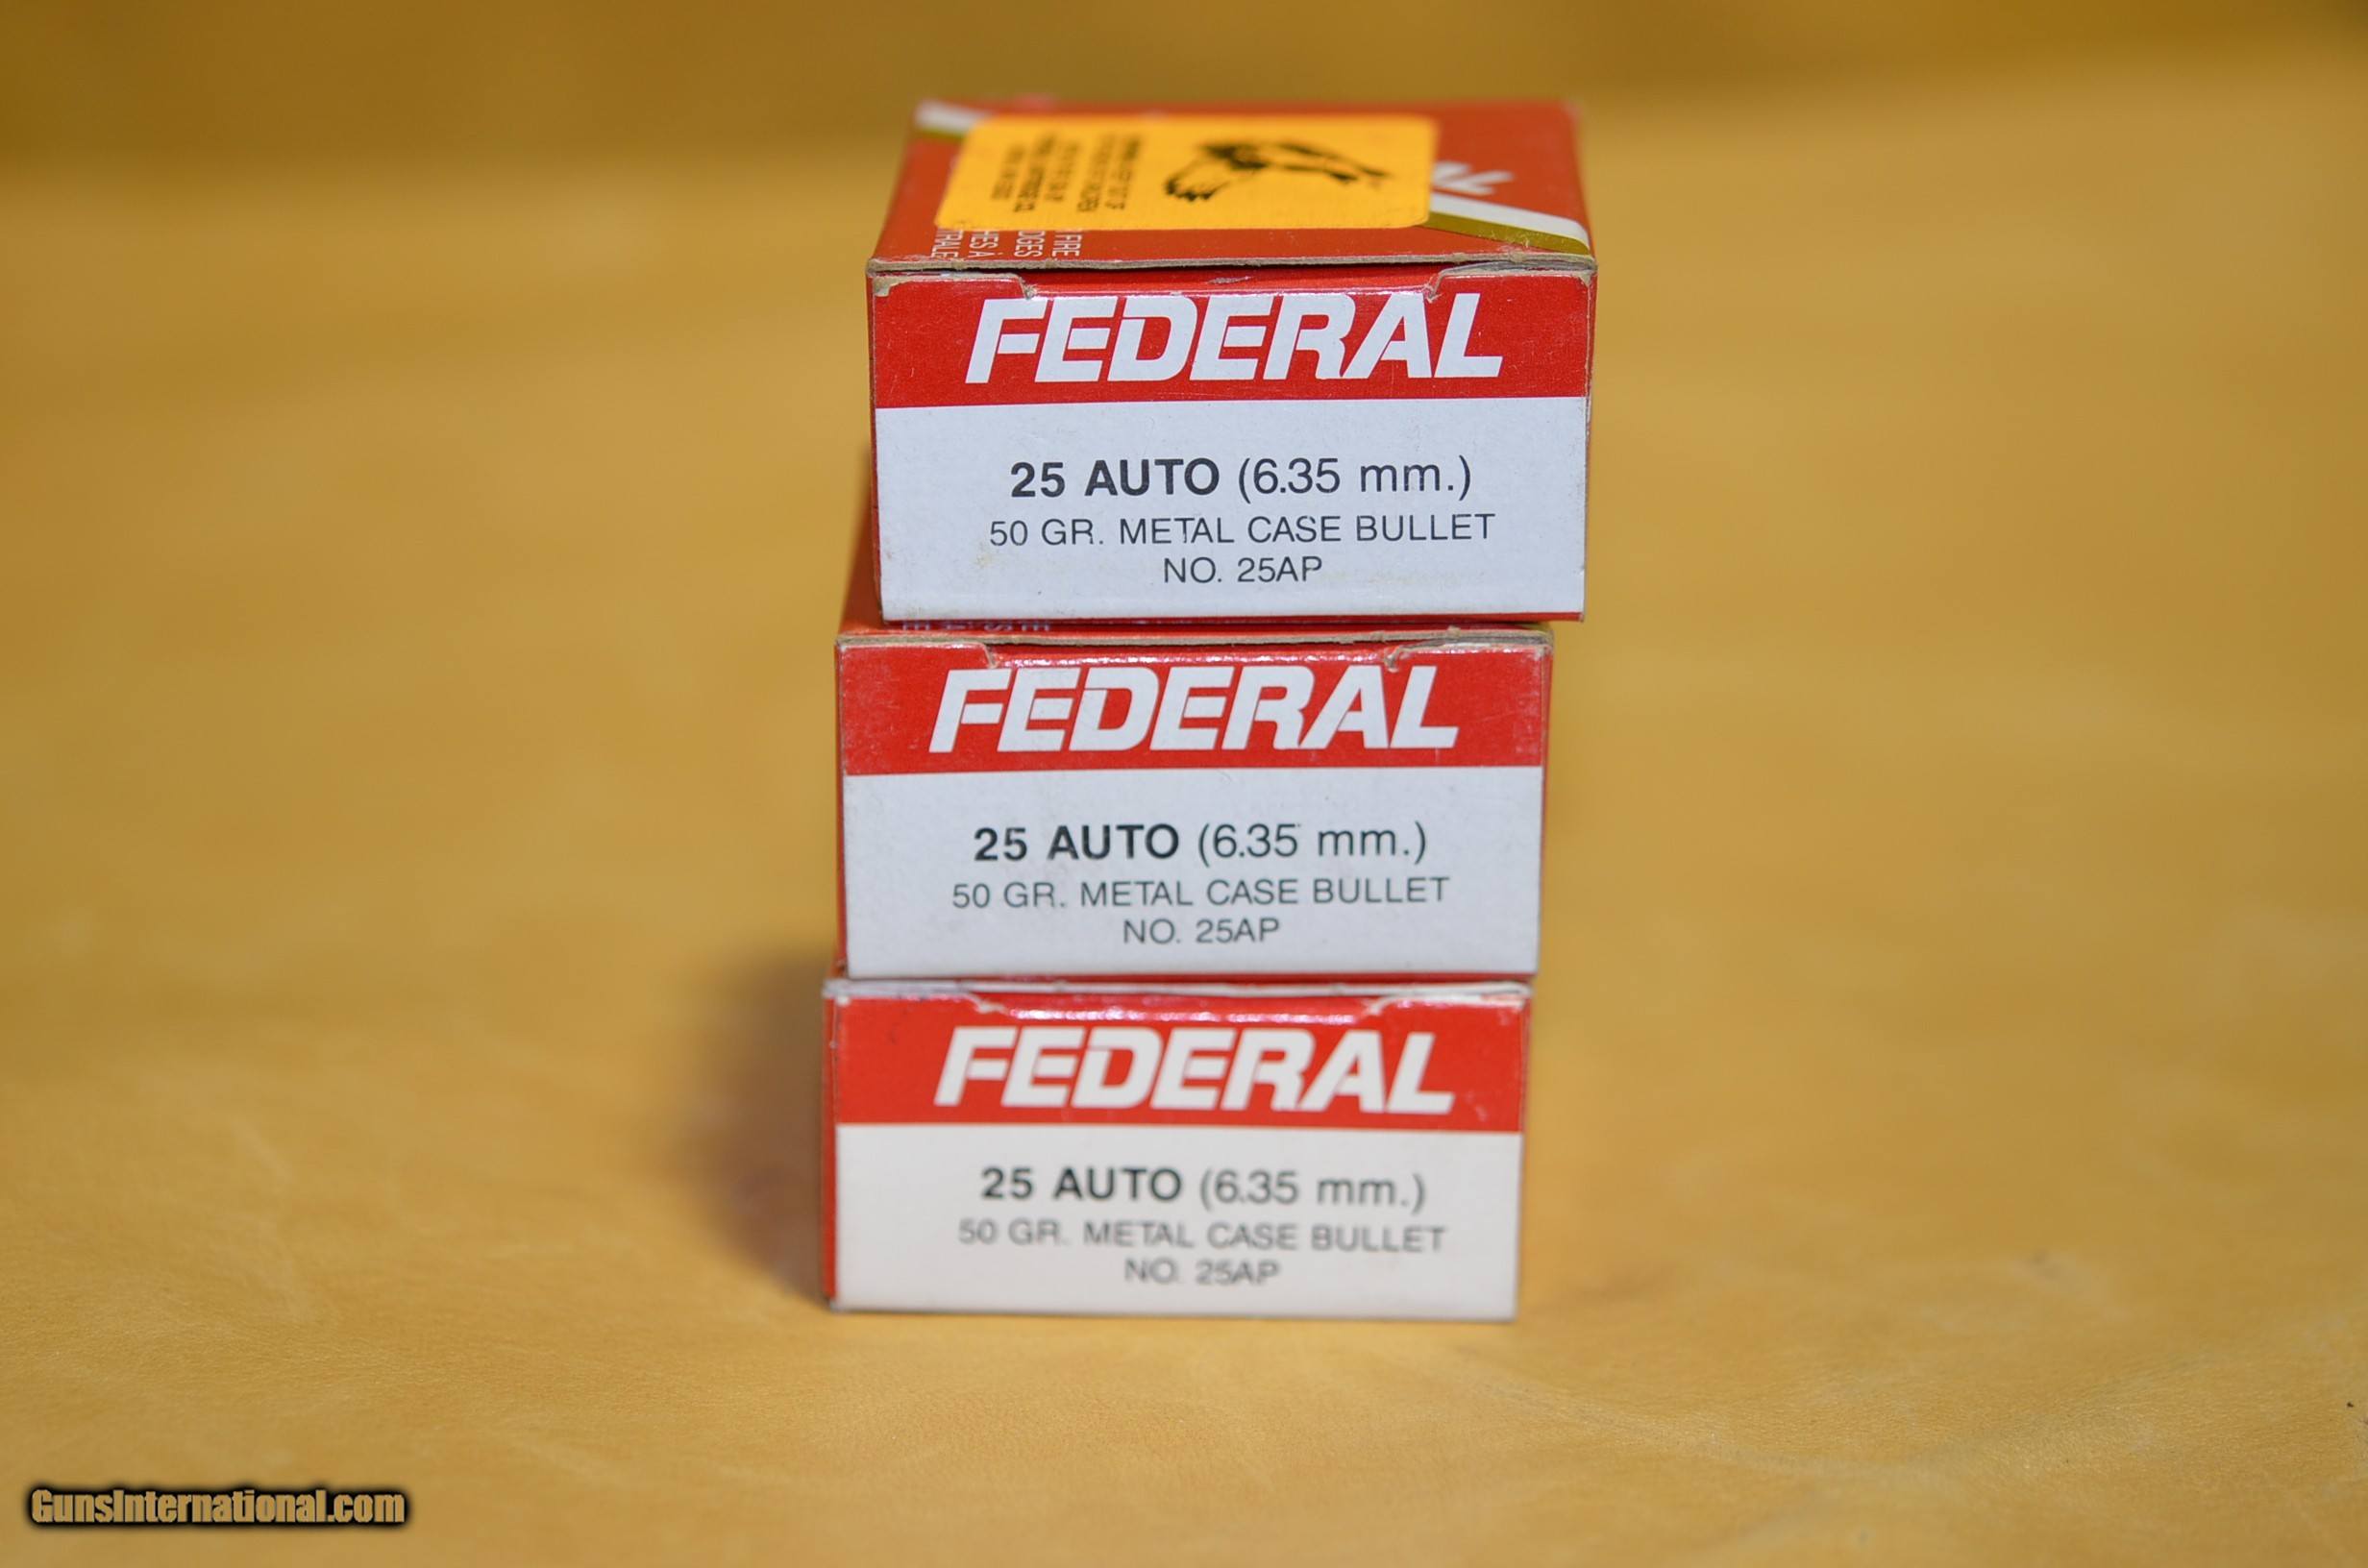 FIRE
FEDERAL
25 AUTO (6.35 mm.)
50 GR. METAL CASE BULLET
NO. 25AP
FEDERAL
25 AUTO (6.35 mm.)
50 GR. METAL CASE BULLET
NO. 25AP
FEDERAL
25 AUTO (6.35 mm.)
50 GR. METAL CASE BULLET
NO. 25AP
GunsInternational.com